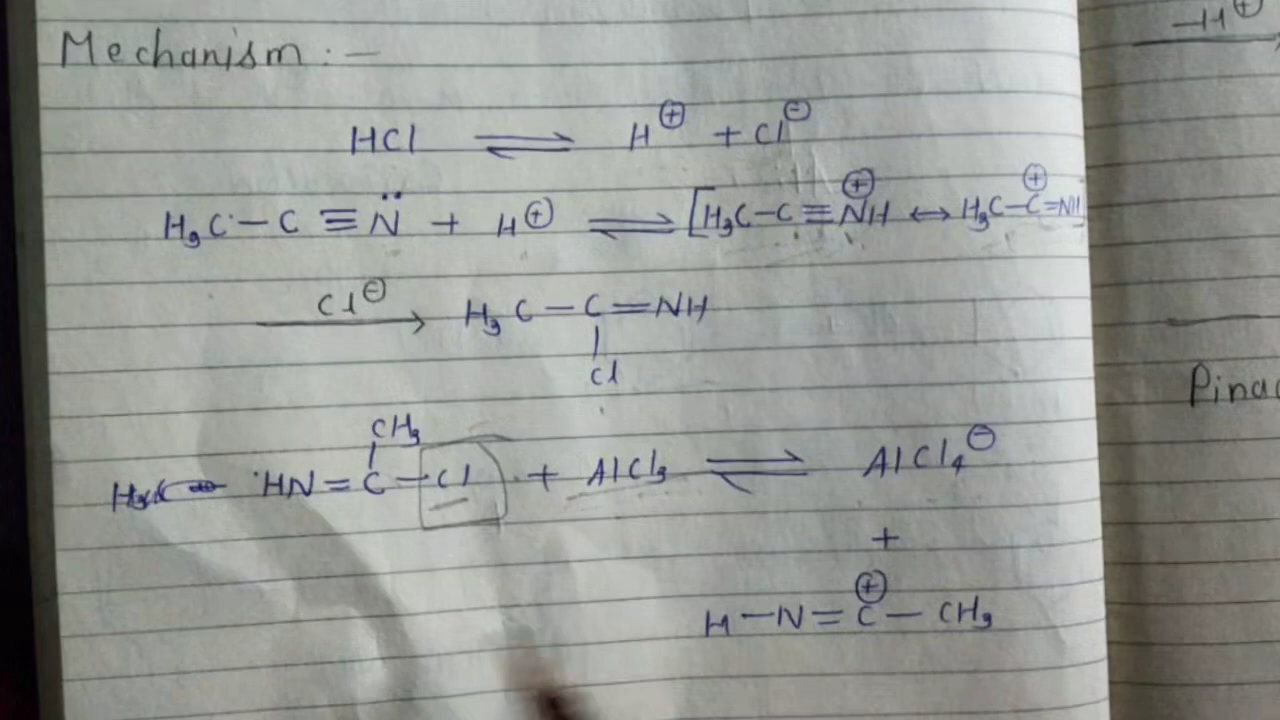 Mechanism :-
-H⊕
HCl ⇌ H⊕ + Cl⊖
H₃C-C≡N̈ + H⊕ ⇌ [H₃C-C≡N⊕H ↔ H₃C-C⊕=NH]
Cl⊖ → H₃C-C=NH
|
Cl
Pina
CH₃
|
HN=C-Cl + AlCl₃ ⇌ AlCl₄⊖
+
H-N=C⊕-CH₃